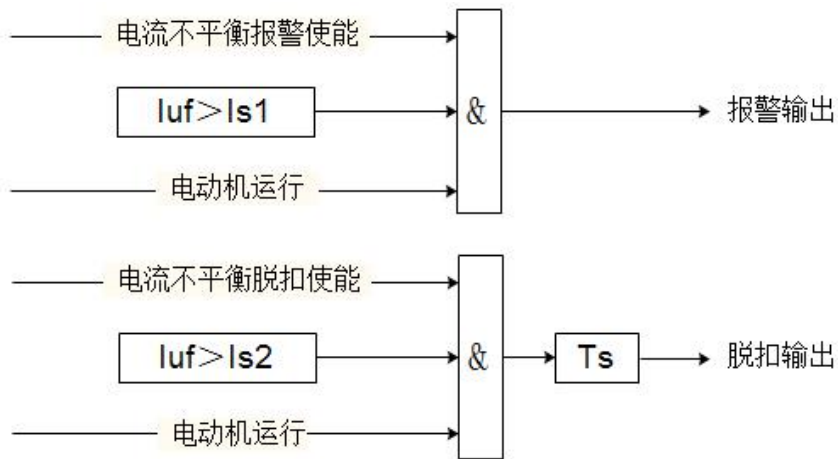 电流不平衡报警使能
Iuf＞Is1
&
报警输出
电动机运行
电流不平衡脱扣使能
Iuf＞Is2
&
Ts
脱扣输出
电动机运行